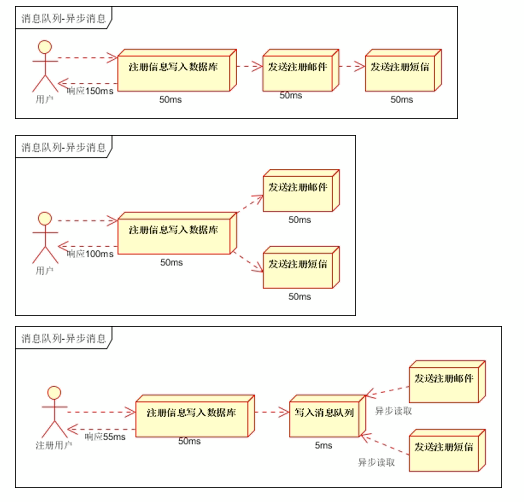 消息队列-异步消息
注册信息写入数据库
发送注册邮件
发送注册短信
响应150ms
用户
50ms
50ms
50ms
消息队列-异步消息
发送注册邮件
50ms
注册信息写入数据库
响应100ms
用户
50ms
发送注册短信
50ms
消息队列-异步消息
发送注册邮件
注册信息写入数据库
写入消息队列
异步读取
响应55ms
注册用户
50ms
5ms
发送注册短信
异步读取